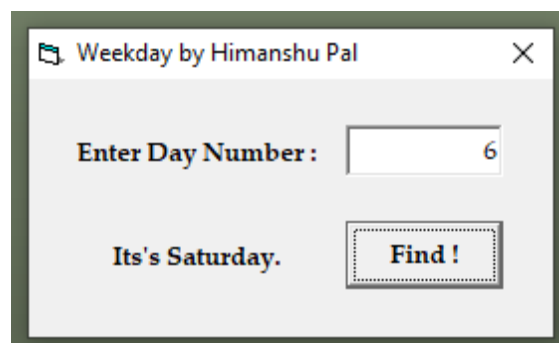 Weekday by Himanshu Pal
Enter Day Number :
6
Its's Saturday.
Find !